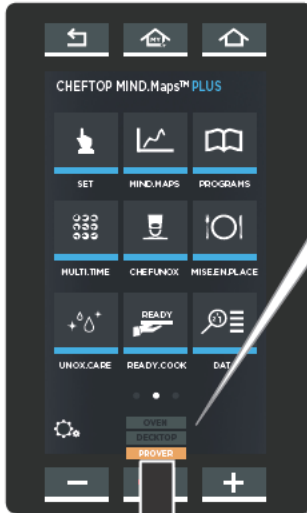 MY
CHEFTOP MIND.Maps™ PLUS
SET MIND.MAPS PROGRAMS
MULTI.TIME CHEFUNOX MISE.EN.PLACE
READY
UNOX.CARE READY.COOK DAT
OVEN
DECKTOP
PROVER